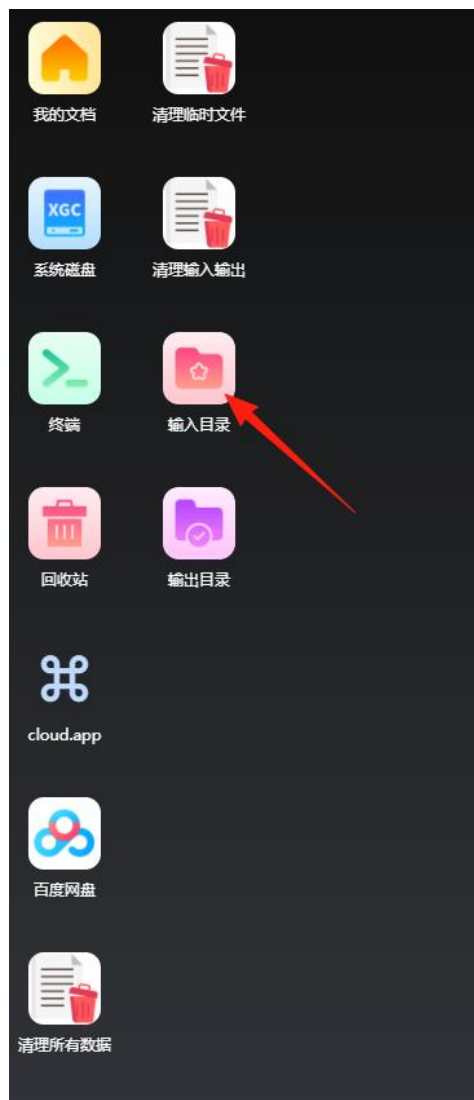 我的文档
清理临时文件
XGC
系统磁盘
清理输入输出
终端
输入目录
回收站
输出目录
cloud.app
百度网盘
清理所有数据